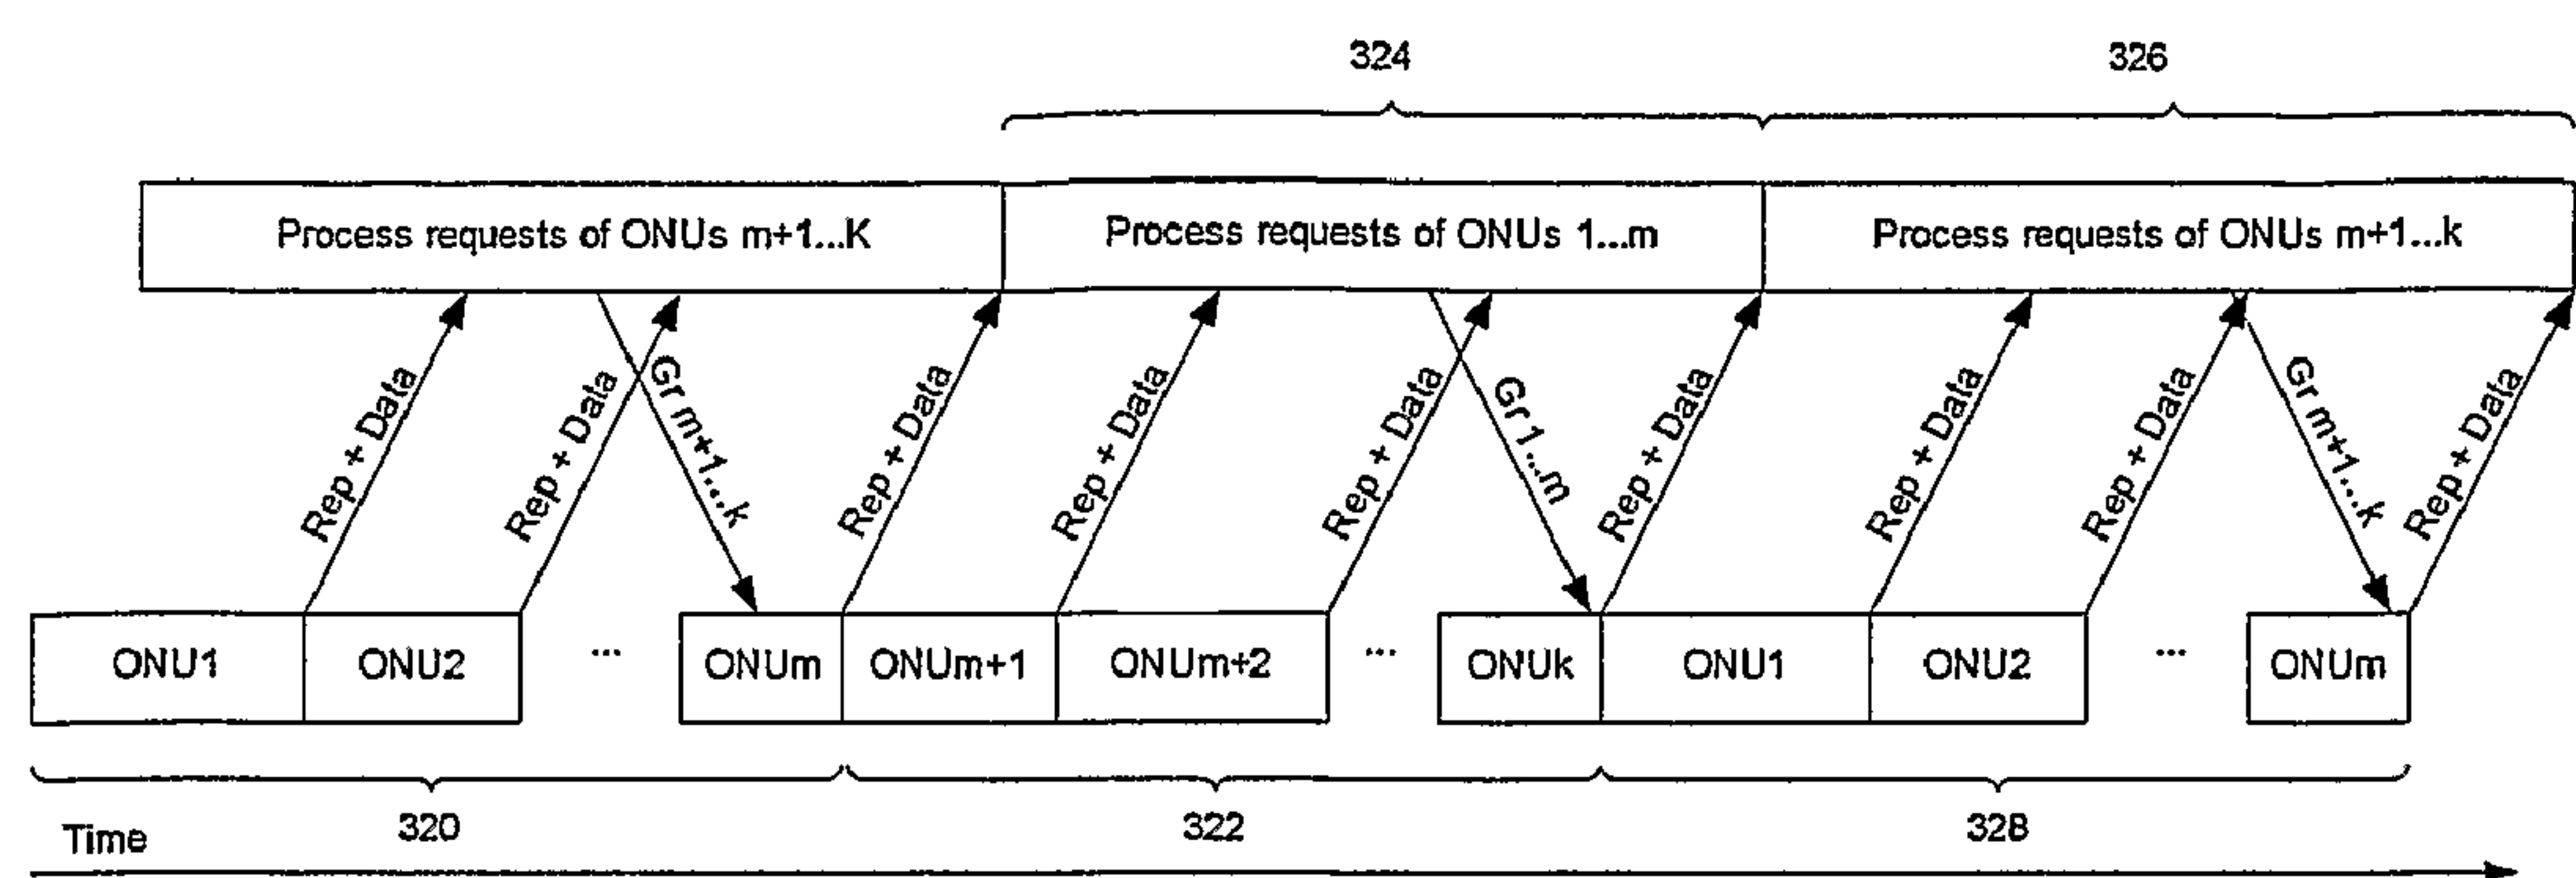 324
326
Process requests of ONUs m+1...K
Process requests of ONUs 1...m
Process requests of ONUs m+1...k
Rep + Data
Rep + Data
Gr m+1...k
Rep + Data
Rep + Data
Rep + Data
Gr 1...m
Rep + Data
Rep + Data
Rep + Data
Gr m+1...k
Rep + Data
ONU1
ONU2
...
ONUm
ONUm+1
ONUm+2
...
ONUk
ONU1
ONU2
...
ONUm
320
322
328
Time